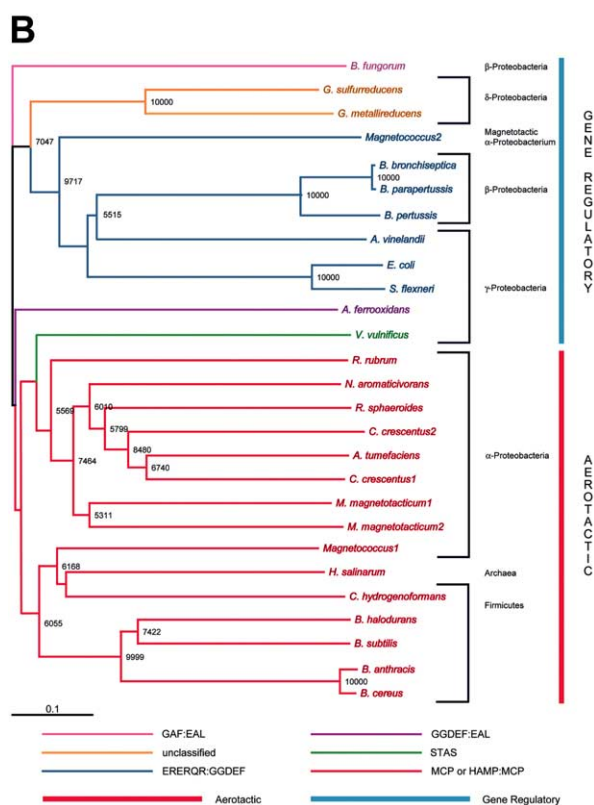 B
B. fungorum
β-Proteobacteria
G. sulfurreducens
10000
δ-Proteobacteria
G. metallireducens
7047
Magnetococcus2
Magnetotactic
α-Proteobacterium
9717
B. bronchiseptica
10000
B. parapertussis
β-Proteobacteria
10000
5515
B. pertussis
A. vinelandii
E. coli
10000
S. flexneri
γ-Proteobacteria
A. ferrooxidans
V. vulnificus
GENE REGULATORY
R. rubrum
N. aromaticivorans
5569
6010
R. sphaeroides
5799
C. crescentus2
8480
7464
A. tumefaciens
α-Proteobacteria
6740
C. crescentus1
M. magnetotacticum1
5311
M. magnetotacticum2
Magnetococcus1
6168
H. salinarum
Archaea
C. hydrogenoformans
Firmicutes
6055
B. halodurans
7422
B. subtilis
9999
B. anthracis
10000
B. cereus
AEROTACTIC
0.1
GAF:EAL
GGDEF:EAL
unclassified
STAS
ERERQR:GGDEF
MCP or HAMP:MCP
Aerotactic
Gene Regulatory